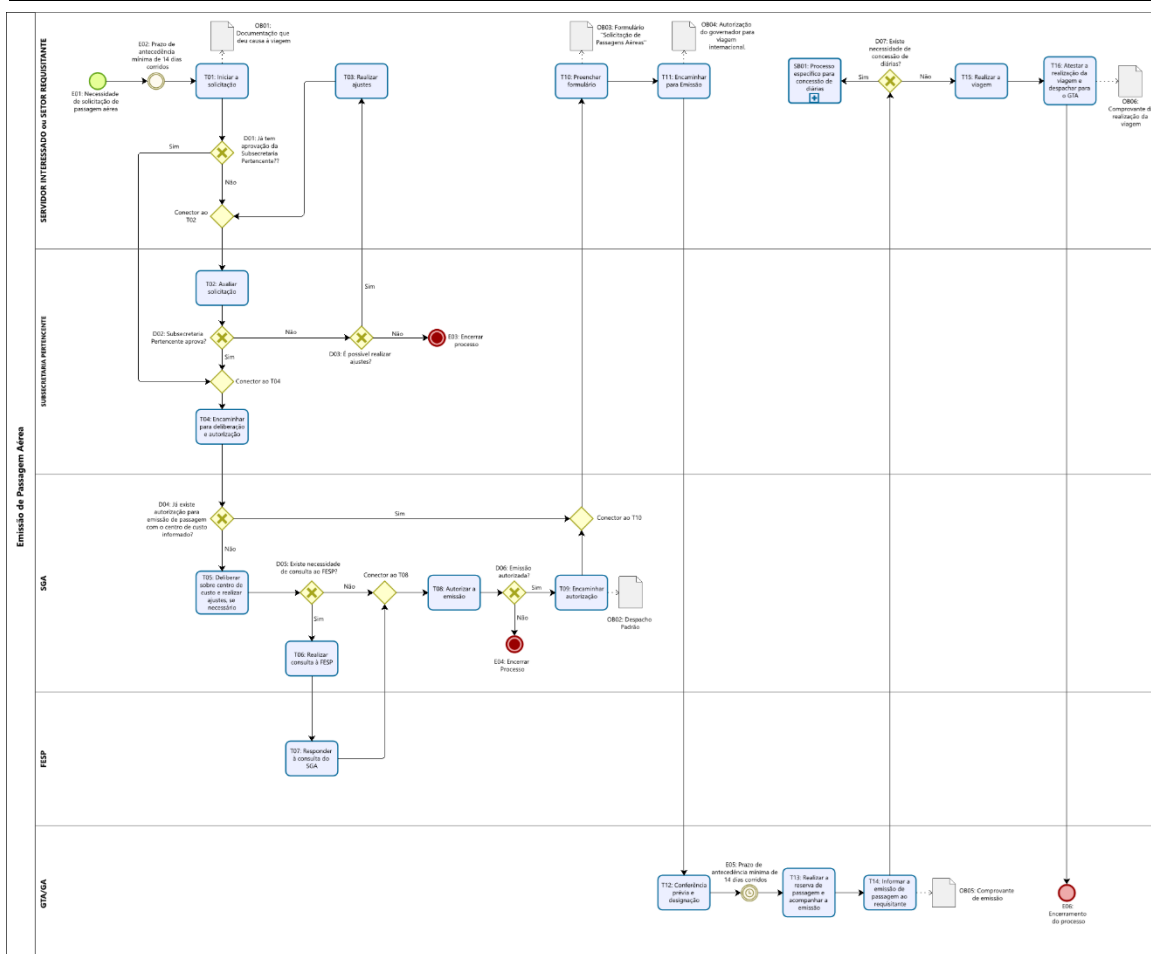 Emissão de Passagem Aérea
SERVIDOR INTERESSADO ou SETOR REQUISITANTE
E01: Necessidade
de solicitação de
passagem aérea
E02: Prazo de
antecedência
mínima de 14 dias
corridos
T01: Iniciar a
solicitação
OB01:
Documentação que
deu causa à viagem
D01: Já tem
aprovação da
Subsecretaria
Pertencente??
Sim
Não
Conector ao
T02
T03: Realizar
ajustes
T10: Preencher
formulário
OB03: Formulário
"Solicitação de
Passagens Aéreas"
T11: Encaminhar
para Emissão
OB04: Autorização
do governador para
viagem
internacional.
SB01: Processo
específico para
concessão de
diárias
Sim
D07: Existe
necessidade de
concessão de
diárias?
Não
T15: Realizar a
viagem
T16: Atestar a
realização da
viagem e
despachar para
o GTA
OB06:
Comprovante de
realização da
viagem
SUBSECRETARIA PERTENCENTE
T02: Avaliar
solicitação
D02: Subsecretaria
Pertencente aprova?
Não
Sim
Sim
D03: É possível realizar
ajustes?
Não
E03: Encerrar
processo
Conector ao T04
T04: Encaminhar
para deliberação
e autorização
SGA
D04: Já existe
autorização para
emissão de passagem
com o centro de custo
informado?
Sim
Não
Conector ao T10
T05: Deliberar
sobre centro de
custo e realizar
ajustes, se
necessário
D05: Existe necessidade
de consulta ao FESP?
Não
Sim
Conector ao T08
T06: Realizar
consulta à FESP
T08: Autorizar a
emissão
D06: Emissão
autorizada?
Sim
Não
E04: Encerrar
Processo
T09: Encaminhar
autorização
OB02: Despacho
Padrão
FESP
T07: Responder
à consulta do
SGA
GTA/GA
T12: Conferência
prévia e
designação
E05: Prazo de
antecedência mínima de
14 dias corridos
T13: Realizar a
reserva de
passagem e
acompanhar a
emissão
T14: Informar a
emissão de
passagem ao
requisitante
OB05: Comprovante
de emissão
E06:
Encerramento
do processo